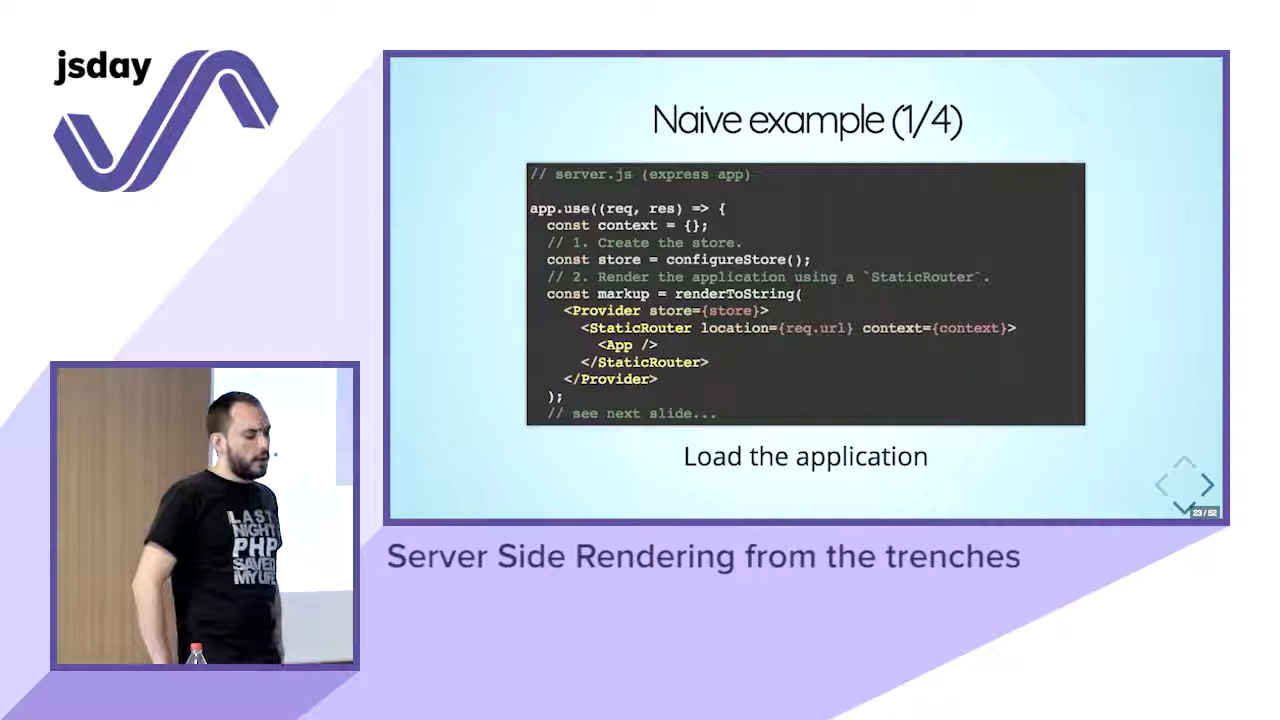 jsday
Naive example (1/4)
// server.js (express app)
app.use((req, res) => {
  const context = {};
  // 1. Create the store.
  const store = configureStore();
  // 2. Render the application using a `StaticRouter`.
  const markup = renderToString(
    <Provider store={store}>
      <StaticRouter location={req.url} context={context}>
        <App />
      </StaticRouter>
    </Provider>
  );
  // see next slide...
Load the application
23 / 52
LAST
NIGHT
PHP
SAVED
MY LIFE
Server Side Rendering from the trenches